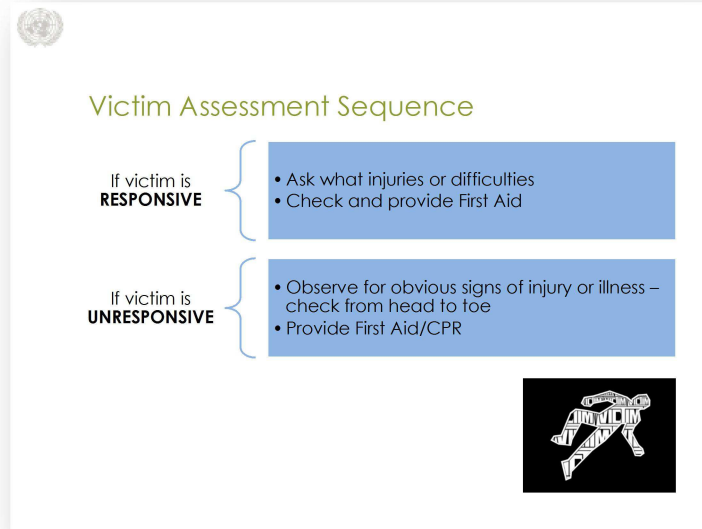 Victim Assessment Sequence
If victim is
RESPONSIVE
• Ask what injuries or difficulties
• Check and provide First Aid
If victim is
UNRESPONSIVE
• Observe for obvious signs of injury or illness –
check from head to toe
• Provide First Aid/CPR
VICTIM